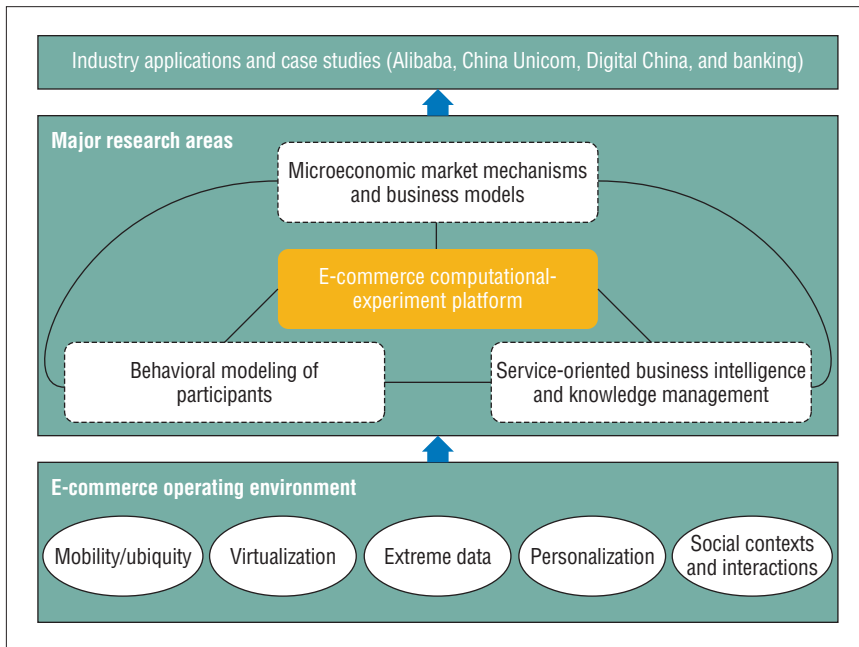 Industry applications and case studies (Alibaba, China Unicom, Digital China, and banking)
Major research areas
Microeconomic market mechanisms
and business models
E-commerce computational-
experiment platform
Behavioral modeling of
participants
Service-oriented business intelligence
and knowledge management
E-commerce operating environment
Mobility/ubiquity
Virtualization
Extreme data
Personalization
Social contexts
and interactions